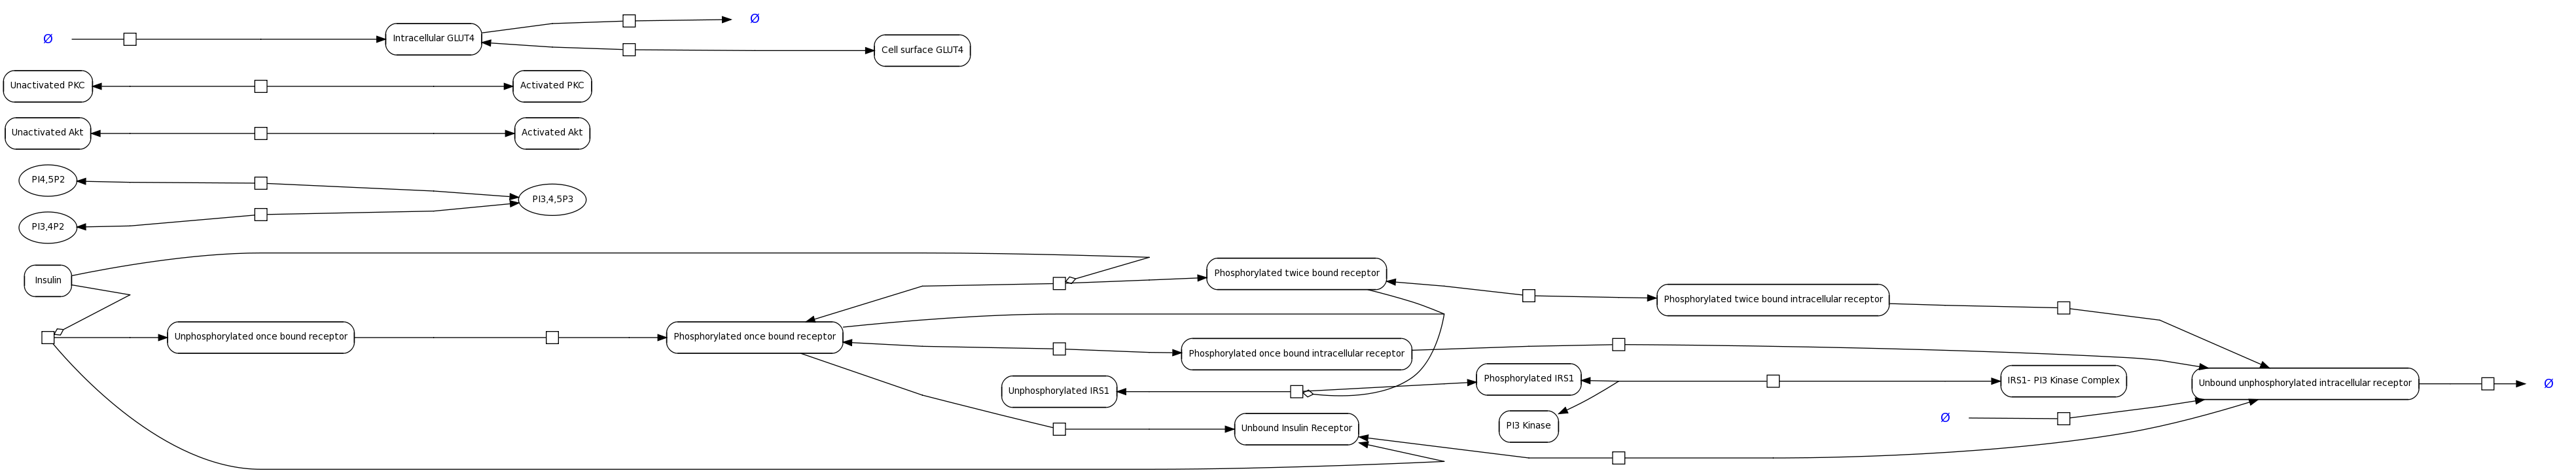 Ø
Ø
Intracellular GLUT4
Cell surface GLUT4
Unactivated PKC
Activated PKC
Unactivated Akt
Activated Akt
PI4,5P2
PI3,4,5P3
PI3,4P2
Insulin
Phosphorylated twice bound receptor
Phosphorylated twice bound intracellular receptor
Unphosphorylated once bound receptor
Phosphorylated once bound receptor
Phosphorylated once bound intracellular receptor
Unphosphorylated IRS1
Phosphorylated IRS1
IRS1- PI3 Kinase Complex
Unbound unphosphorylated intracellular receptor
Ø
Unbound Insulin Receptor
PI3 Kinase
Ø